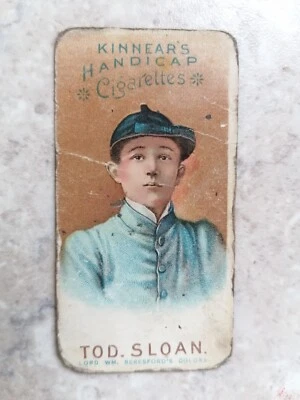 KINNEAR'S
HANDICAP
Cigarettes
TOD. SLOAN.
LORD WM. BERESFORD'S COLORS.